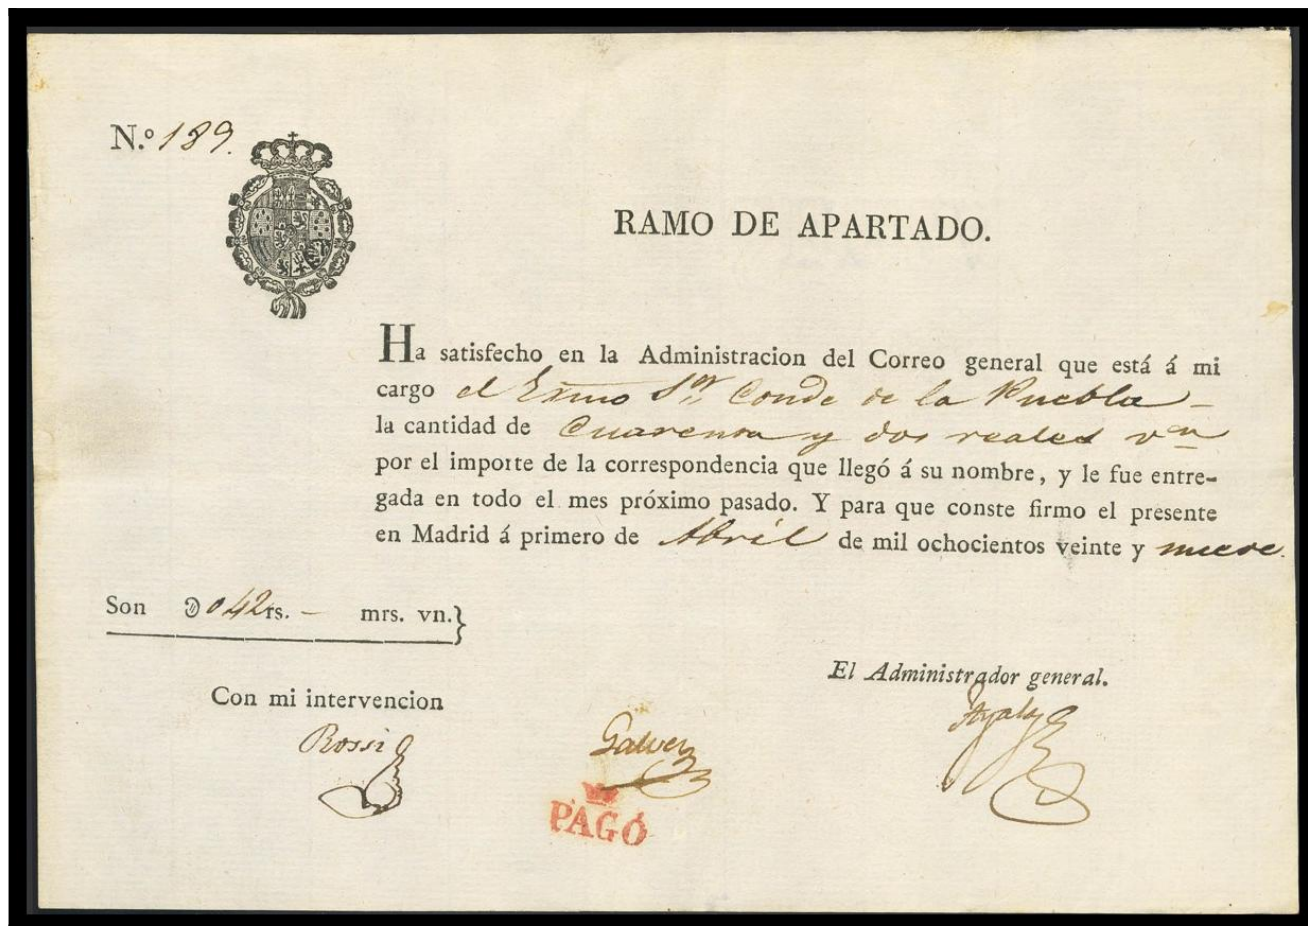 N.º 189.
RAMO DE APARTADO.
Ha satisfecho en la Administracion del Correo general que está á mi
cargo el Exmo Sor Conde de la Puebla -
la cantidad de Cuarenta y dos reales von
por el importe de la correspondencia que llegó á su nombre, y le fue entre-
gada en todo el mes próximo pasado. Y para que conste firmo el presente
en Madrid á primero de Abril de mil ochocientos veinte y nueve.
Son 042 rs. - mrs. vn.}
El Administrador general.
Con mi intervencion
Ayala
Rossi
Galvez
PAGÓ